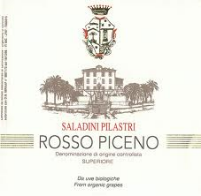 SALADINI PILASTRI
ROSSO PICENO
Denominazione di origine controllata
SUPERIORE
Da uve biologiche
From organic grapes